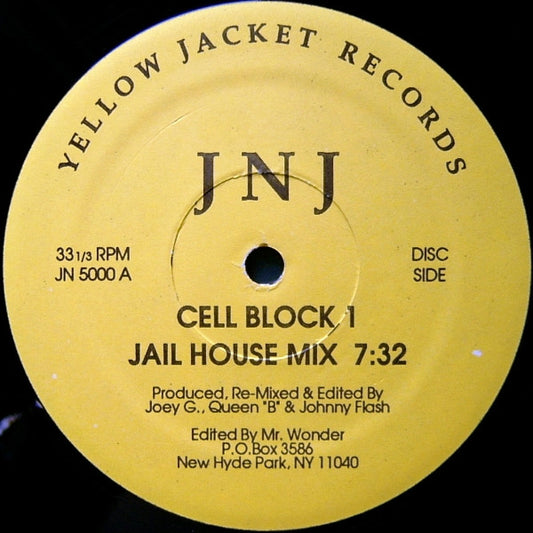 YELLOW JACKET RECORDS
JNJ
33 1/3 RPM
JN 5000 A
DISC
SIDE
CELL BLOCK 1
JAIL HOUSE MIX 7:32
Produced, Re-Mixed & Edited By
Joey G., Queen "B" & Johnny Flash
Edited By Mr. Wonder
P.O.Box 3586
New Hyde Park, NY 11040